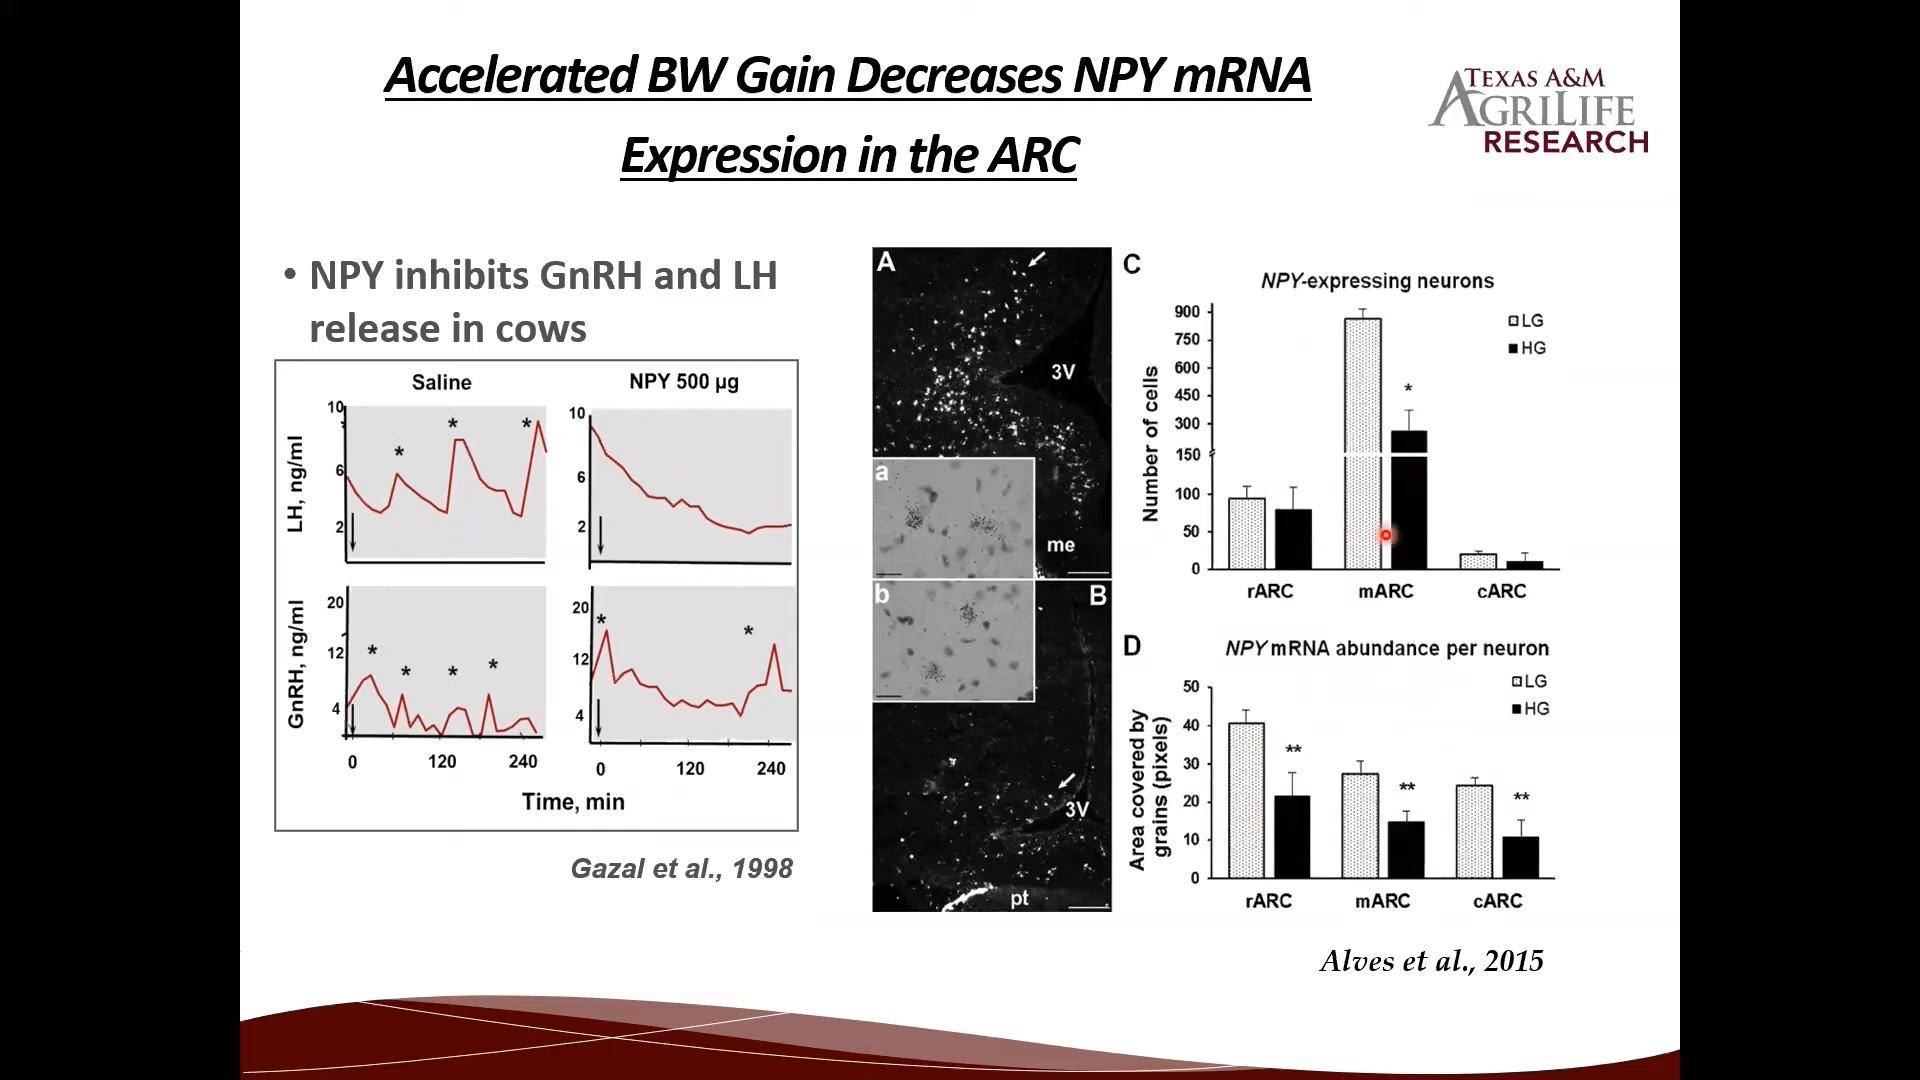 Accelerated BW Gain Decreases NPY mRNA
Expression in the ARC
TEXAS A&M
AGRILIFE
RESEARCH
• NPY inhibits GnRH and LH
release in cows
Saline
NPY 500 µg
LH, ng/ml
10
6
2
*
*
*
10
6
2
GnRH, ng/ml
20
12
4
*
*
*
*
20
12
4
*
*
0
120
240
0
120
240
Time, min
Gazal et al., 1998
A
3V
a
me
b
B
3V
pt
C
NPY-expressing neurons
LG
HG
Number of cells
900
750
600
450
300
150
100
50
0
*
rARC
mARC
cARC
D
NPY mRNA abundance per neuron
LG
HG
Area covered by
grains (pixels)
50
40
30
20
10
0
**
**
**
rARC
mARC
cARC
Alves et al., 2015